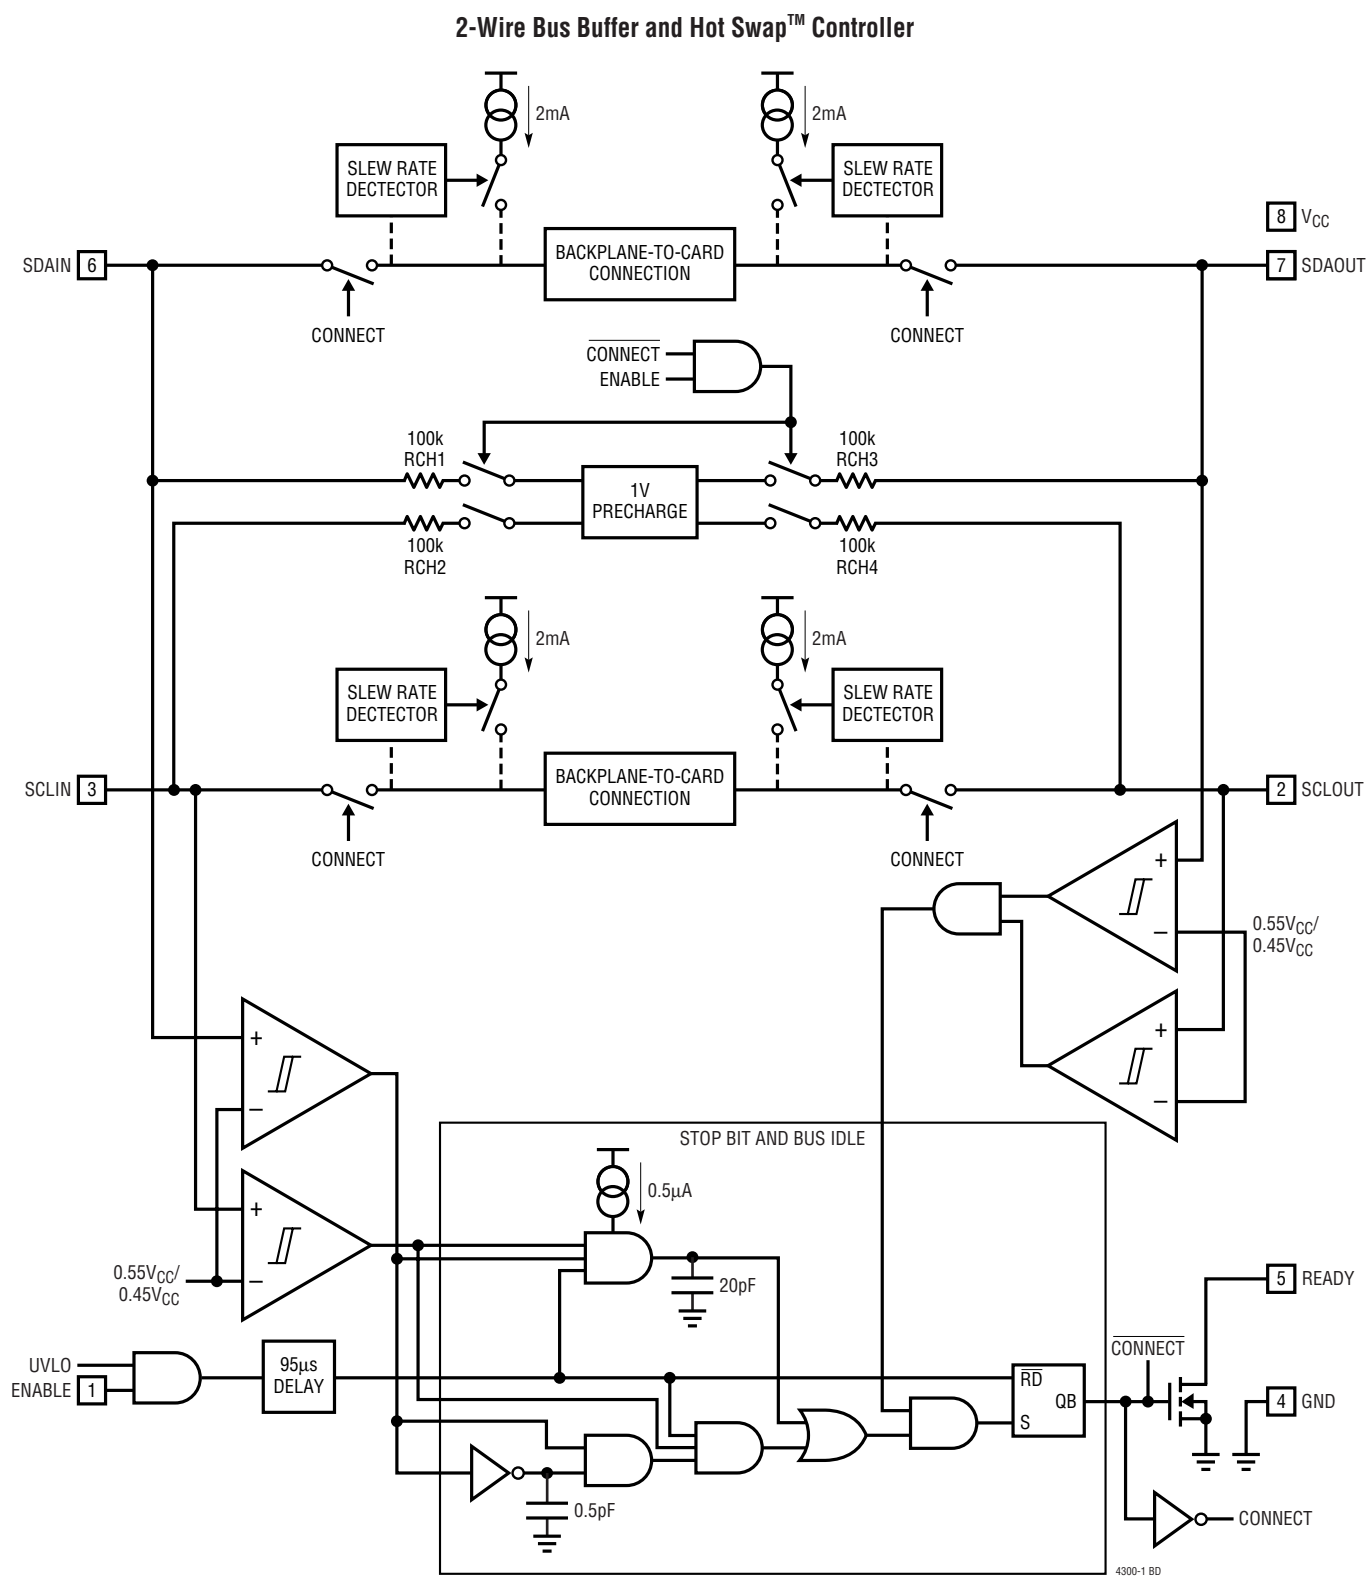 2-Wire Bus Buffer and Hot Swap™ Controller
2mA
2mA
SLEW RATE
DECTECTOR
SLEW RATE
DECTECTOR
8
VCC
SDAIN
6
BACKPLANE-TO-CARD
CONNECTION
7
SDAOUT
CONNECT
CONNECT
CONNECT
ENABLE
100k
RCH1
100k
RCH3
1V
PRECHARGE
100k
RCH2
100k
RCH4
2mA
2mA
SLEW RATE
DECTECTOR
SLEW RATE
DECTECTOR
SCLIN
3
BACKPLANE-TO-CARD
CONNECTION
2
SCLOUT
CONNECT
CONNECT
+
–
0.55VCC/
0.45VCC
+
–
+
–
STOP BIT AND BUS IDLE
0.5µA
+
–
0.55VCC/
0.45VCC
20pF
5
READY
UVLO
ENABLE
1
95µs
DELAY
RD
QB
S
CONNECT
4
GND
0.5pF
CONNECT
4300-1 BD